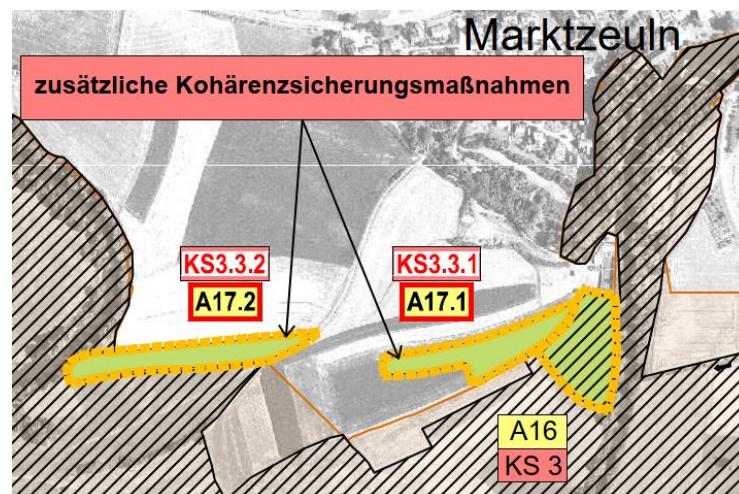 Marktzeuln
zusätzliche Kohärenzsicherungsmaßnahmen
KS3.3.2
A17.2
KS3.3.1
A17.1
A16
KS 3